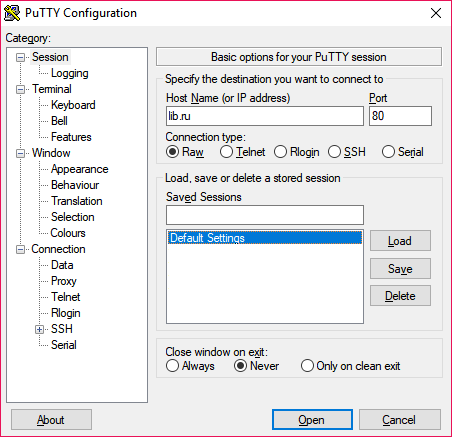 PuTTY Configuration
Category:
Session
Logging
Terminal
Keyboard
Bell
Features
Window
Appearance
Behaviour
Translation
Selection
Colours
Connection
Data
Proxy
Telnet
Rlogin
SSH
Serial
Basic options for your PuTTY session
Specify the destination you want to connect to
Host Name (or IP address) Port
lib.ru 80
Connection type:
Raw Telnet Rlogin SSH Serial
Load, save or delete a stored session
Saved Sessions
Default Settings
Load
Save
Delete
Close window on exit:
Always Never Only on clean exit
About Open Cancel